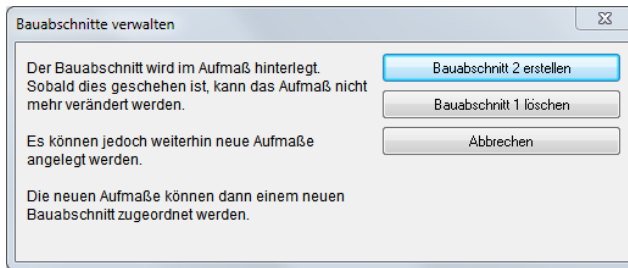 Bauabschnitte verwalten
Der Bauabschnitt wird im Aufmaß hinterlegt.
Sobald dies geschehen ist, kann das Aufmaß nicht
mehr verändert werden.
Es können jedoch weiterhin neue Aufmaße
angelegt werden.
Die neuen Aufmaße können dann einem neuen
Bauabschnitt zugeordnet werden.
Bauabschnitt 2 erstellen
Bauabschnitt 1 löschen
Abbrechen